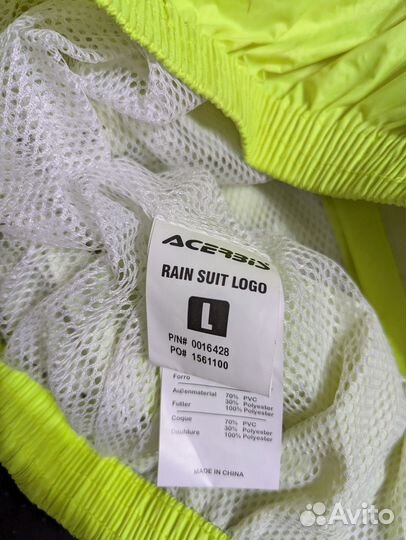 ACERBIS
RAIN SUIT LOGO
L
P/N# 0016428
PO# 1561100
Forro
Außenmaterial 70% PVC
30% Polyester
Futter 100% Polyester
Coque 70% PVC
30% Polyester
Doublure 100% Polyester
MADE IN CHINA
Avito